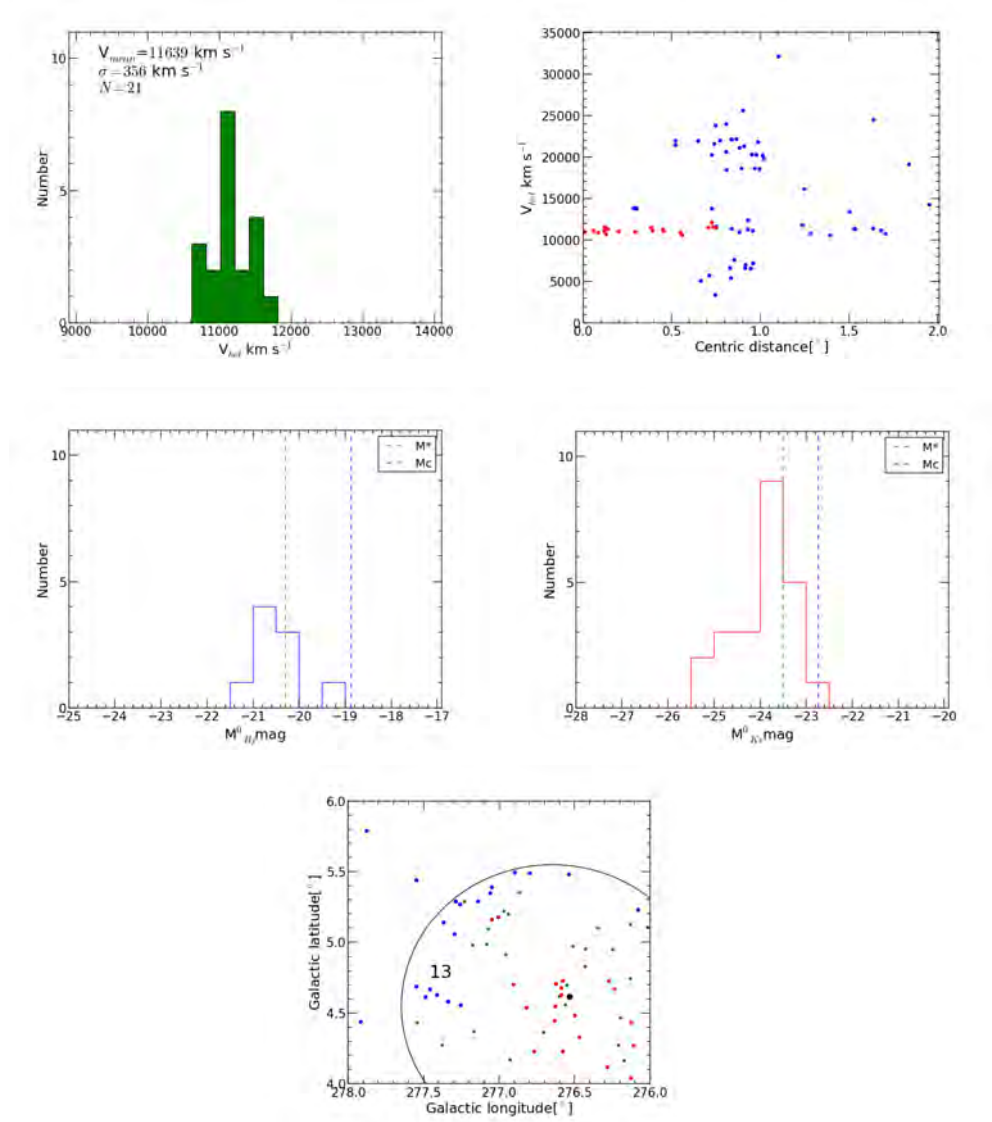 V_mean=11639 km s⁻¹
σ=356 km s⁻¹
N=21
10
5
0
Number
9000 10000 11000 12000 13000 14000
V_hel km s⁻¹
35000
30000
25000
20000
15000
10000
5000
0
V_hel km s⁻¹
0.0 0.5 1.0 1.5 2.0
Centric distance[°]
M*
Mc
10
5
0
Number
−25 −24 −23 −22 −21 −20 −19 −18 −17
M⁰_Bj mag
M*
Mc
10
5
0
Number
−28 −27 −26 −25 −24 −23 −22 −21 −20
M⁰_Ks mag
6.0
5.5
5.0
4.5
4.0
Galactic latitude[°]
13
278.0 277.5 277.0 276.5 276.0
Galactic longitude[°]